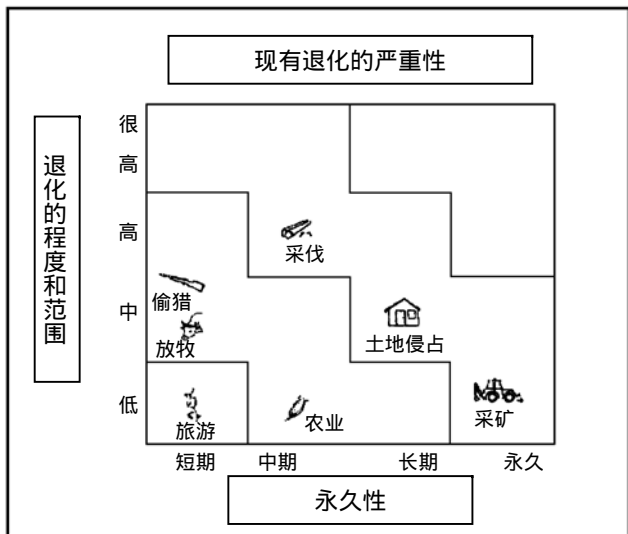 现有退化的严重性
退化的程度和范围
很高
高
中
低
采伐
偷猎
放牧
土地侵占
旅游
农业
采矿
短期
中期
长期
永久
永久性